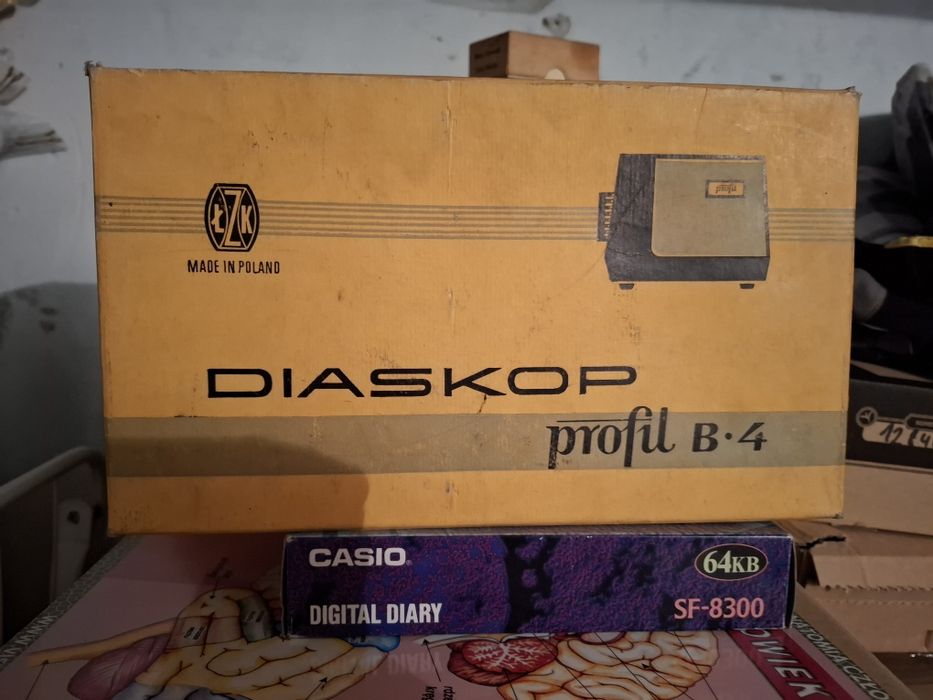 ŁZK
MADE IN POLAND
profil
DIASKOP
profil B·4
CASIO
64KB
DIGITAL DIARY
SF-8300